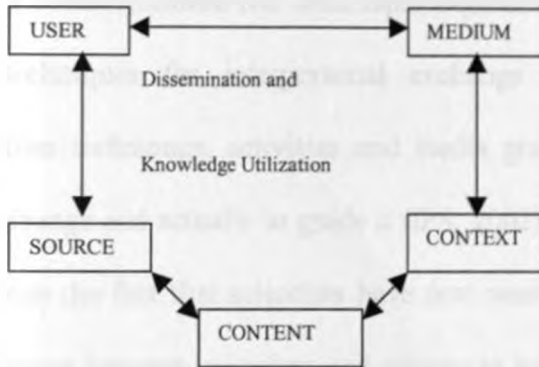 USER
MEDIUM
Dissemination and
Knowledge Utilization
SOURCE
CONTEXT
CONTENT